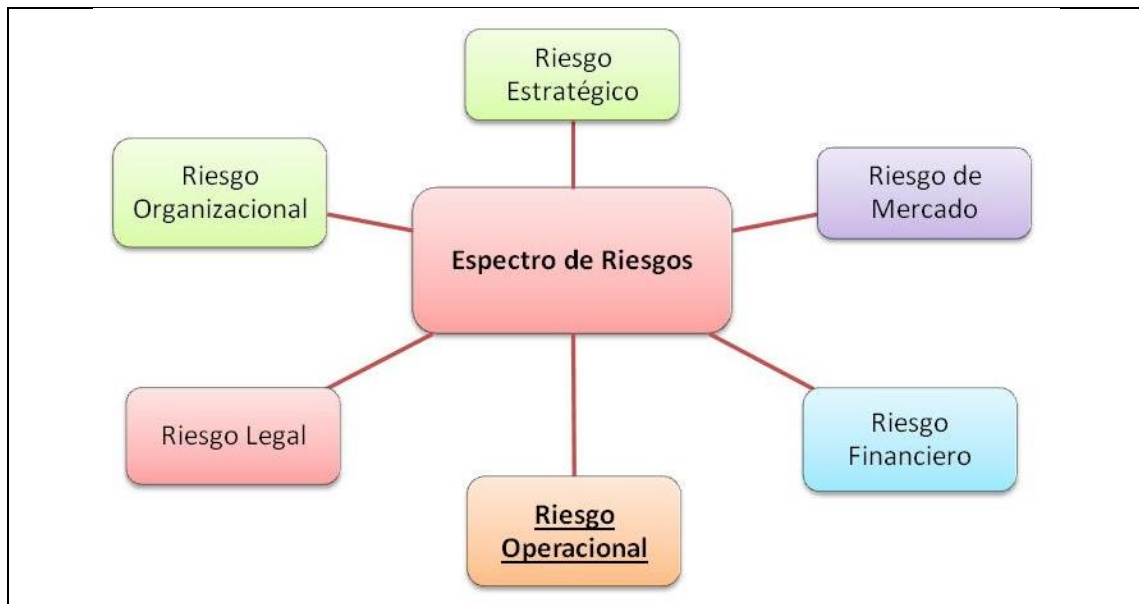 Riesgo
Estratégico
Riesgo
Organizacional
Riesgo de
Mercado
Espectro de Riesgos
Riesgo Legal
Riesgo
Financiero
Riesgo
Operacional